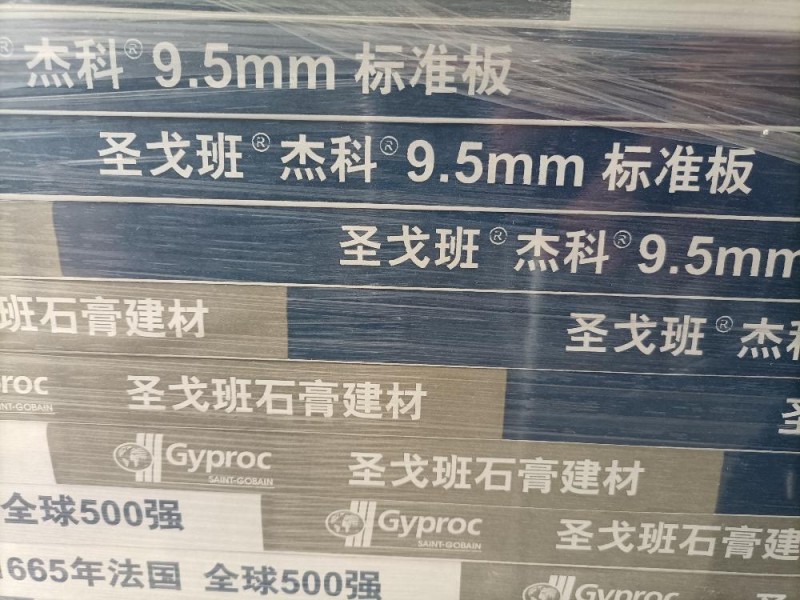 ® 杰科® 9.5mm 标准板
圣戈班® 杰科® 9.5mm 标准板
圣戈班® 杰科® 9.5mm
班石膏建材 圣戈班® 杰
roc SAINT-GOBAIN 圣戈班石膏建材
Gyproc SAINT-GOBAIN 圣戈班石膏建材
全球500强 Gyproc SAINT-GOBAIN 圣戈班石膏建
1665年法国 全球500强 Gyproc